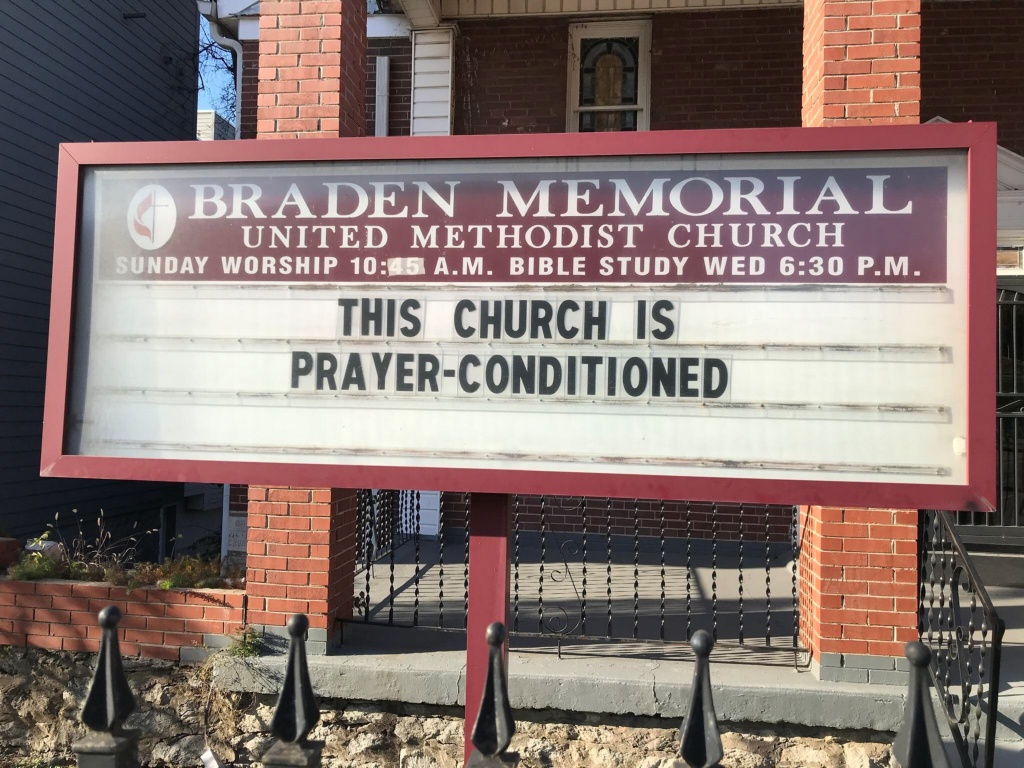 BRADEN MEMORIAL
UNITED METHODIST CHURCH
SUNDAY WORSHIP 10:45 A.M. BIBLE STUDY WED 6:30 P.M.
THIS CHURCH IS
PRAYER-CONDITIONED